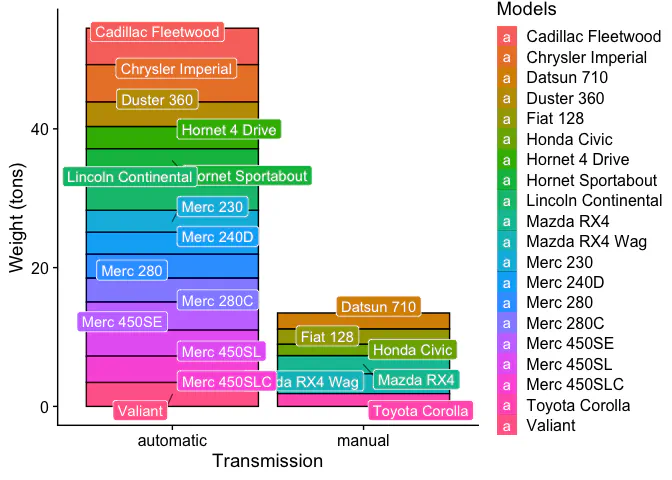 Models
Cadillac Fleetwood
Chrysler Imperial
Duster 360
Hornet 4 Drive
Lincoln Continental
ornet Sportabout
Merc 230
Merc 240D
Merc 280
Merc 280C
Merc 450SE
Merc 450SL
Merc 450SLC
Valiant
Datsun 710
Fiat 128
Honda Civic
da RX4 Wag
Mazda RX4
Toyota Corolla
40
20
0
Weight (tons)
automatic
manual
Transmission
a Cadillac Fleetwood
a Chrysler Imperial
a Datsun 710
a Duster 360
a Fiat 128
a Honda Civic
a Hornet 4 Drive
a Hornet Sportabout
a Lincoln Continental
a Mazda RX4
a Mazda RX4 Wag
a Merc 230
a Merc 240D
a Merc 280
a Merc 280C
a Merc 450SE
a Merc 450SL
a Merc 450SLC
a Toyota Corolla
a Valiant